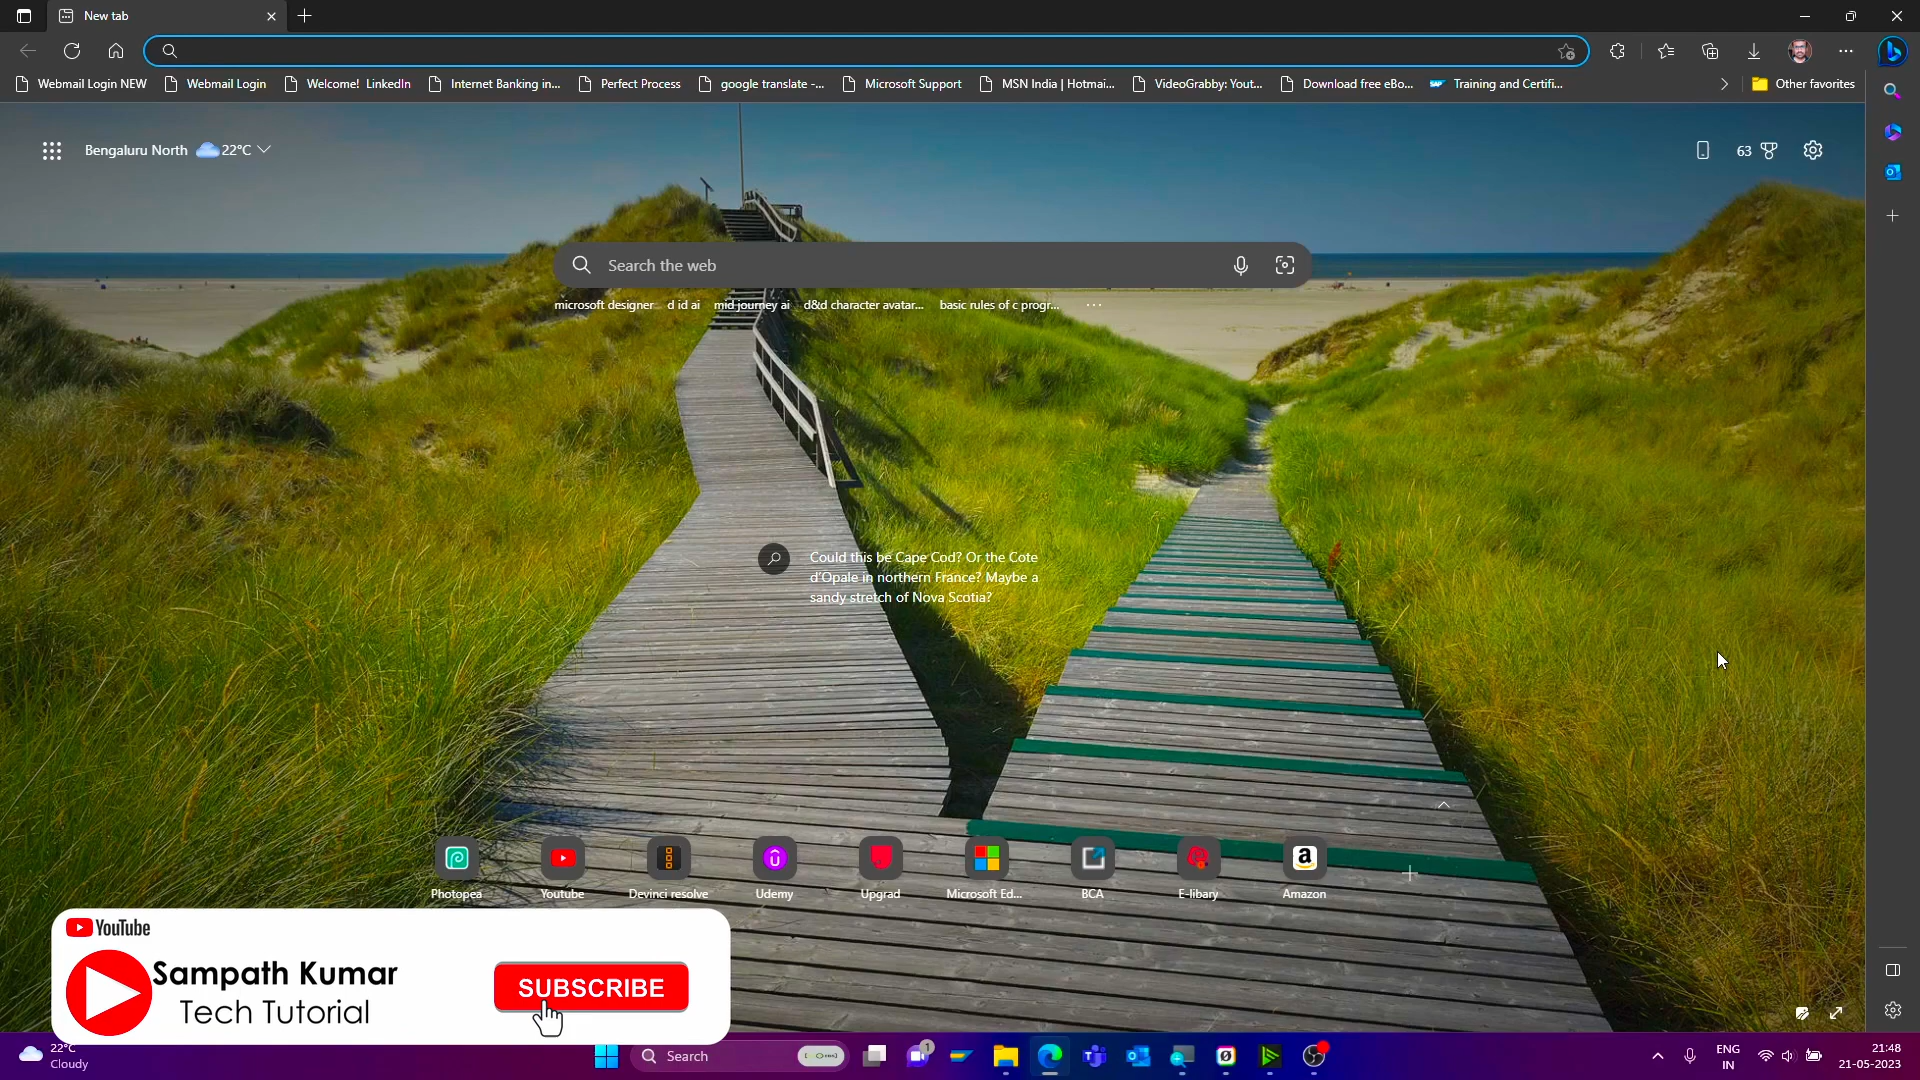 New tab
Webmail Login NEW
Webmail Login
Welcome! LinkedIn
Internet Banking in...
Perfect Process
google translate -...
Microsoft Support
MSN India | Hotmai...
VideoGrabby: Yout...
Download free eBo...
Training and Certifi...
Other favorites
Bengaluru North 22°C
63
Search the web
microsoft designer d id ai mid journey ai d&d character avatar... basic rules of c progr... ...
Could this be Cape Cod? Or the Cote
d'Opale in northern France? Maybe a
sandy stretch of Nova Scotia?
Photopea
Youtube
Devinci resolve
Udemy
Upgrad
Microsoft Ed...
BCA
E-libary
Amazon
YouTube
Sampath Kumar
Tech Tutorial
SUBSCRIBE
22°C
Cloudy
Search
1
ENG
IN
21:48
21-05-2023